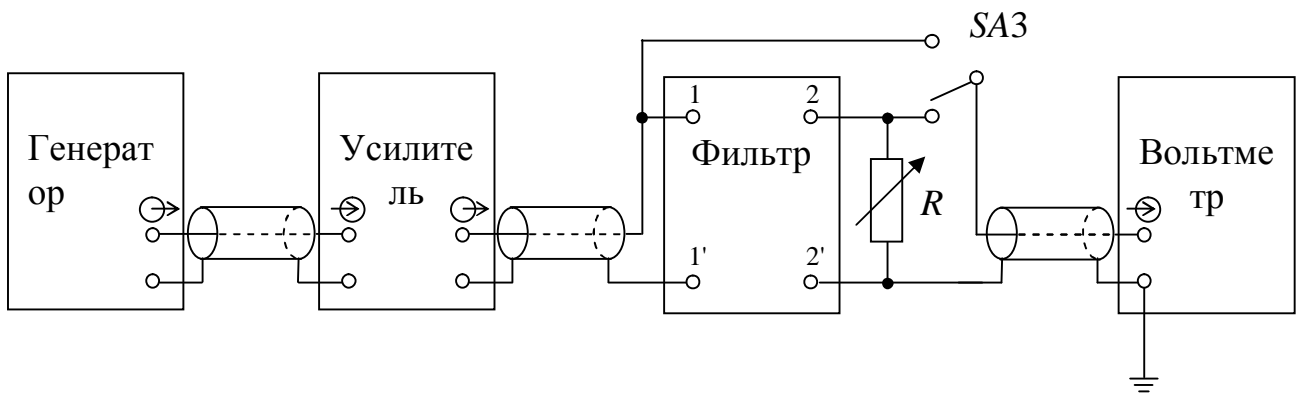 SA3
Генерат
ор
Усилите
ль
1
2
Фильтр
1'
2'
R
Вольтме
тр